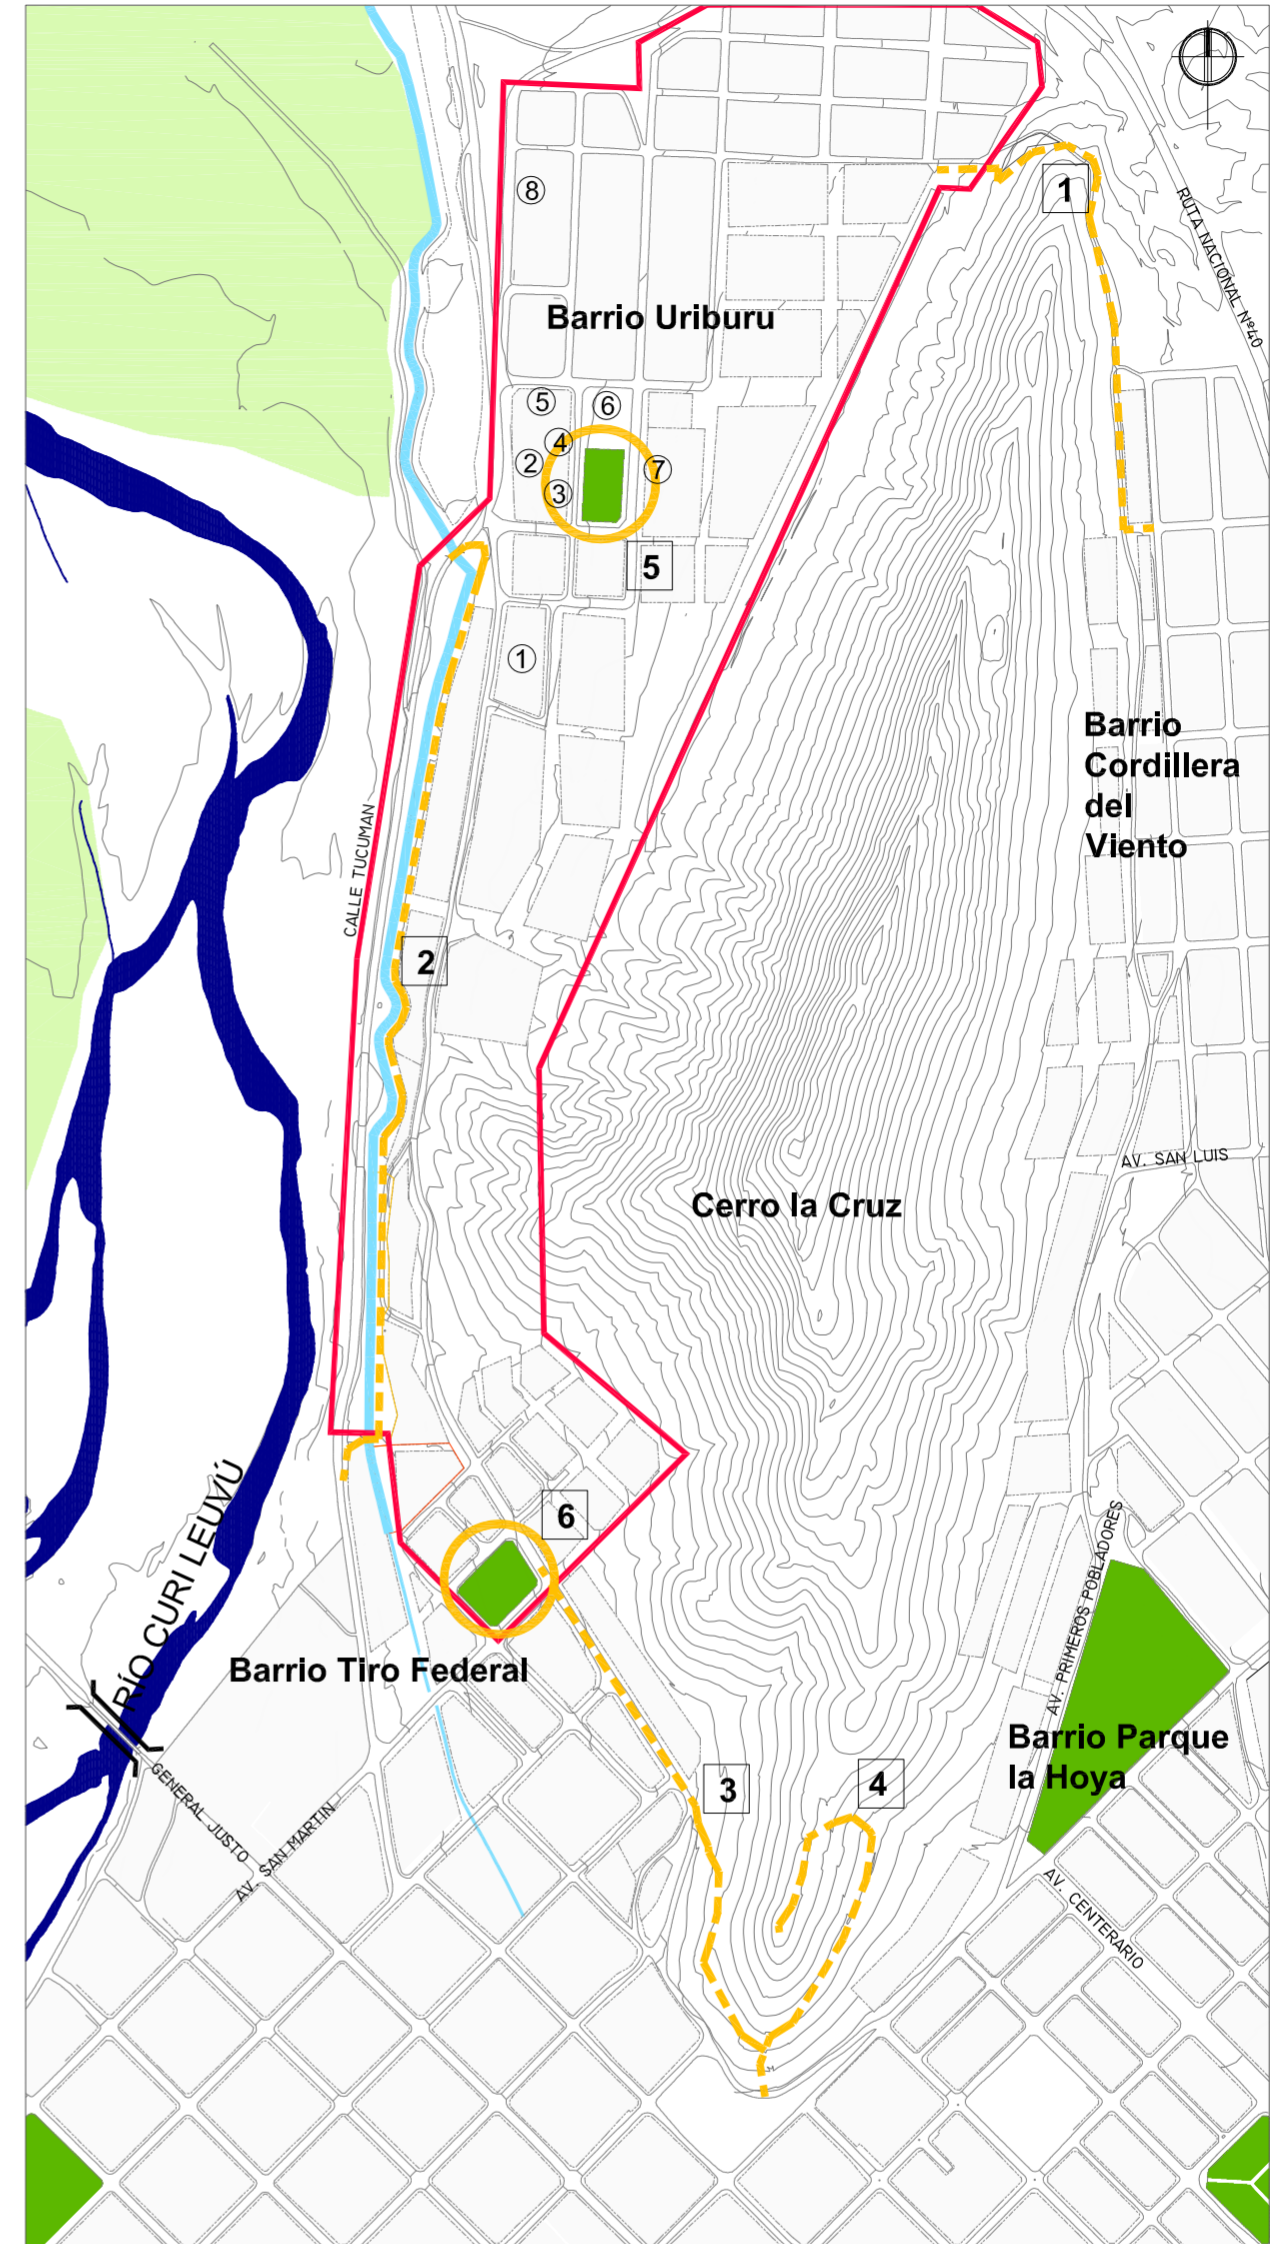 1
RUTA NACIONAL Nº40
8
Barrio Uriburu
5
6
4
2
7
3
5
1
Barrio
Cordillera
del
Viento
CALLE TUCUMAN
2
AV. SAN LUIS
Cerro la Cruz
RÍO CURI LEUVÚ
6
AV. PRIMEROS POBLADORES
Barrio Tiro Federal
Barrio Parque
la Hoya
3
4
GENERAL JUSTO
AV. SAN MARTIN
AV. CENTERARIO